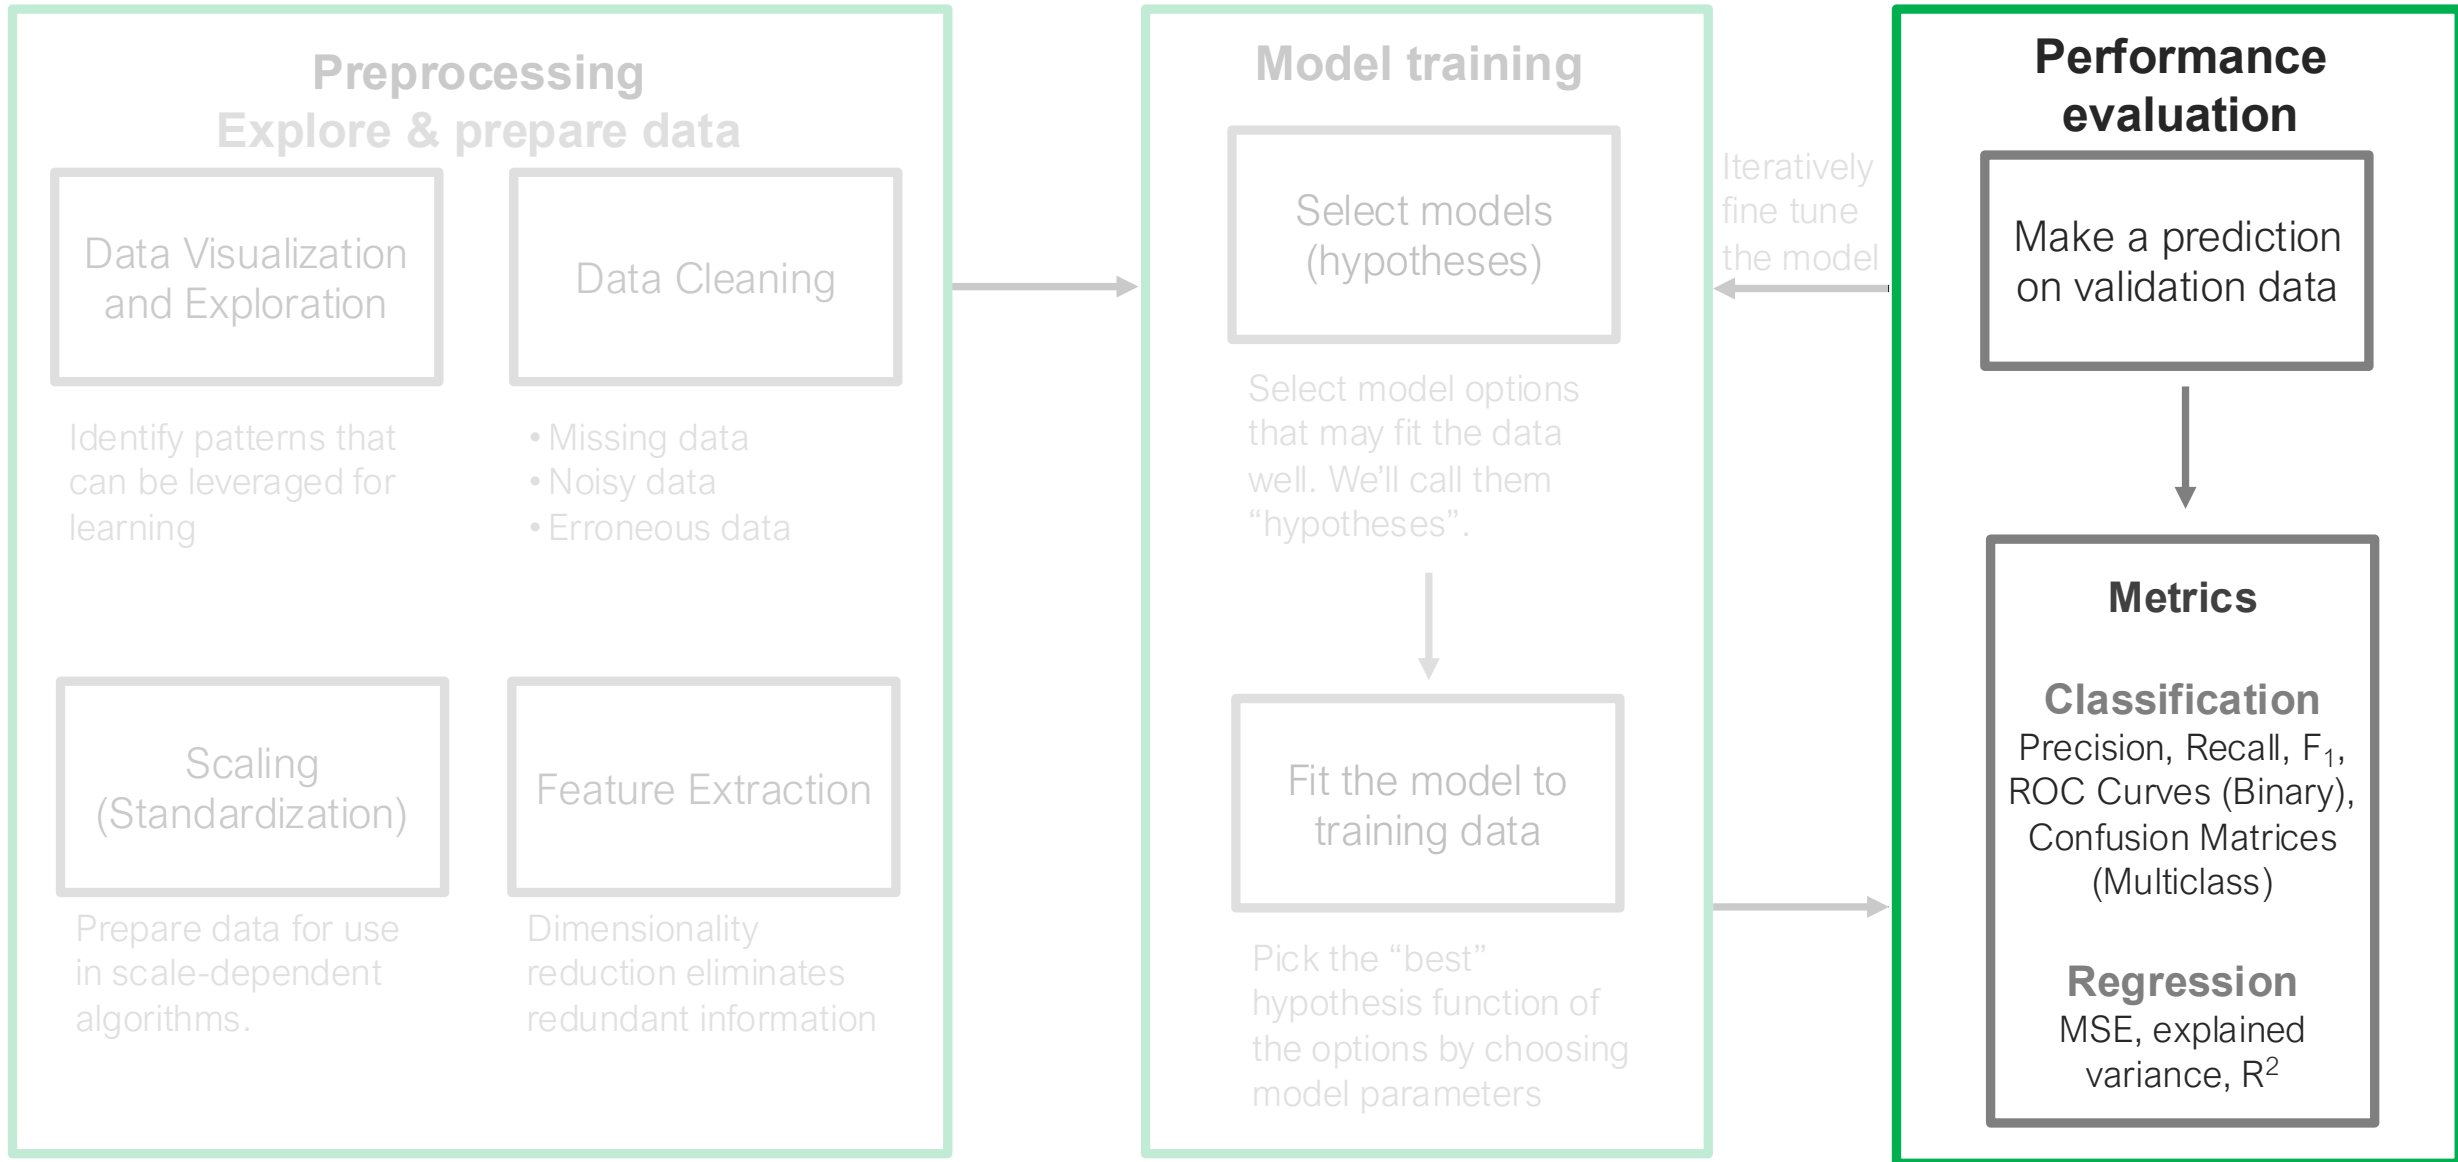 Preprocessing
Explore & prepare data
Data Visualization
and Exploration
Identify patterns that
can be leveraged for
learning
Data Cleaning
• Missing data
• Noisy data
• Erroneous data
Scaling
(Standardization)
Prepare data for use
in scale-dependent
algorithms.
Feature Extraction
Dimensionality
reduction eliminates
redundant information
Model training
Select models
(hypotheses)
Select model options
that may fit the data
well. We’ll call them
“hypotheses”.
Fit the model to
training data
Pick the “best”
hypothesis function of
the options by choosing
model parameters
Iteratively
fine tune
the model
Performance
evaluation
Make a prediction
on validation data
Metrics
Classification
Precision, Recall, F₁,
ROC Curves (Binary),
Confusion Matrices
(Multiclass)
Regression
MSE, explained
variance, R²